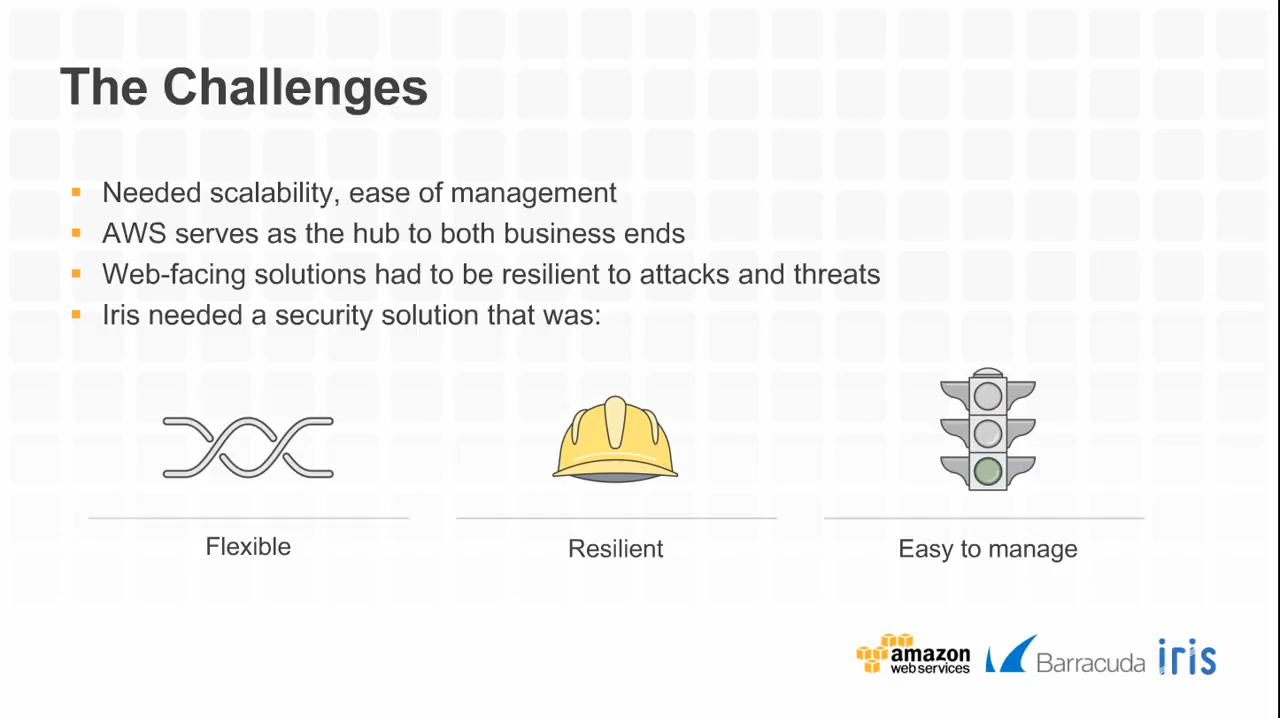 The Challenges
Needed scalability, ease of management
AWS serves as the hub to both business ends
Web-facing solutions had to be resilient to attacks and threats
Iris needed a security solution that was:
Flexible
Resilient
Easy to manage
amazon
webservices
Barracuda
iris